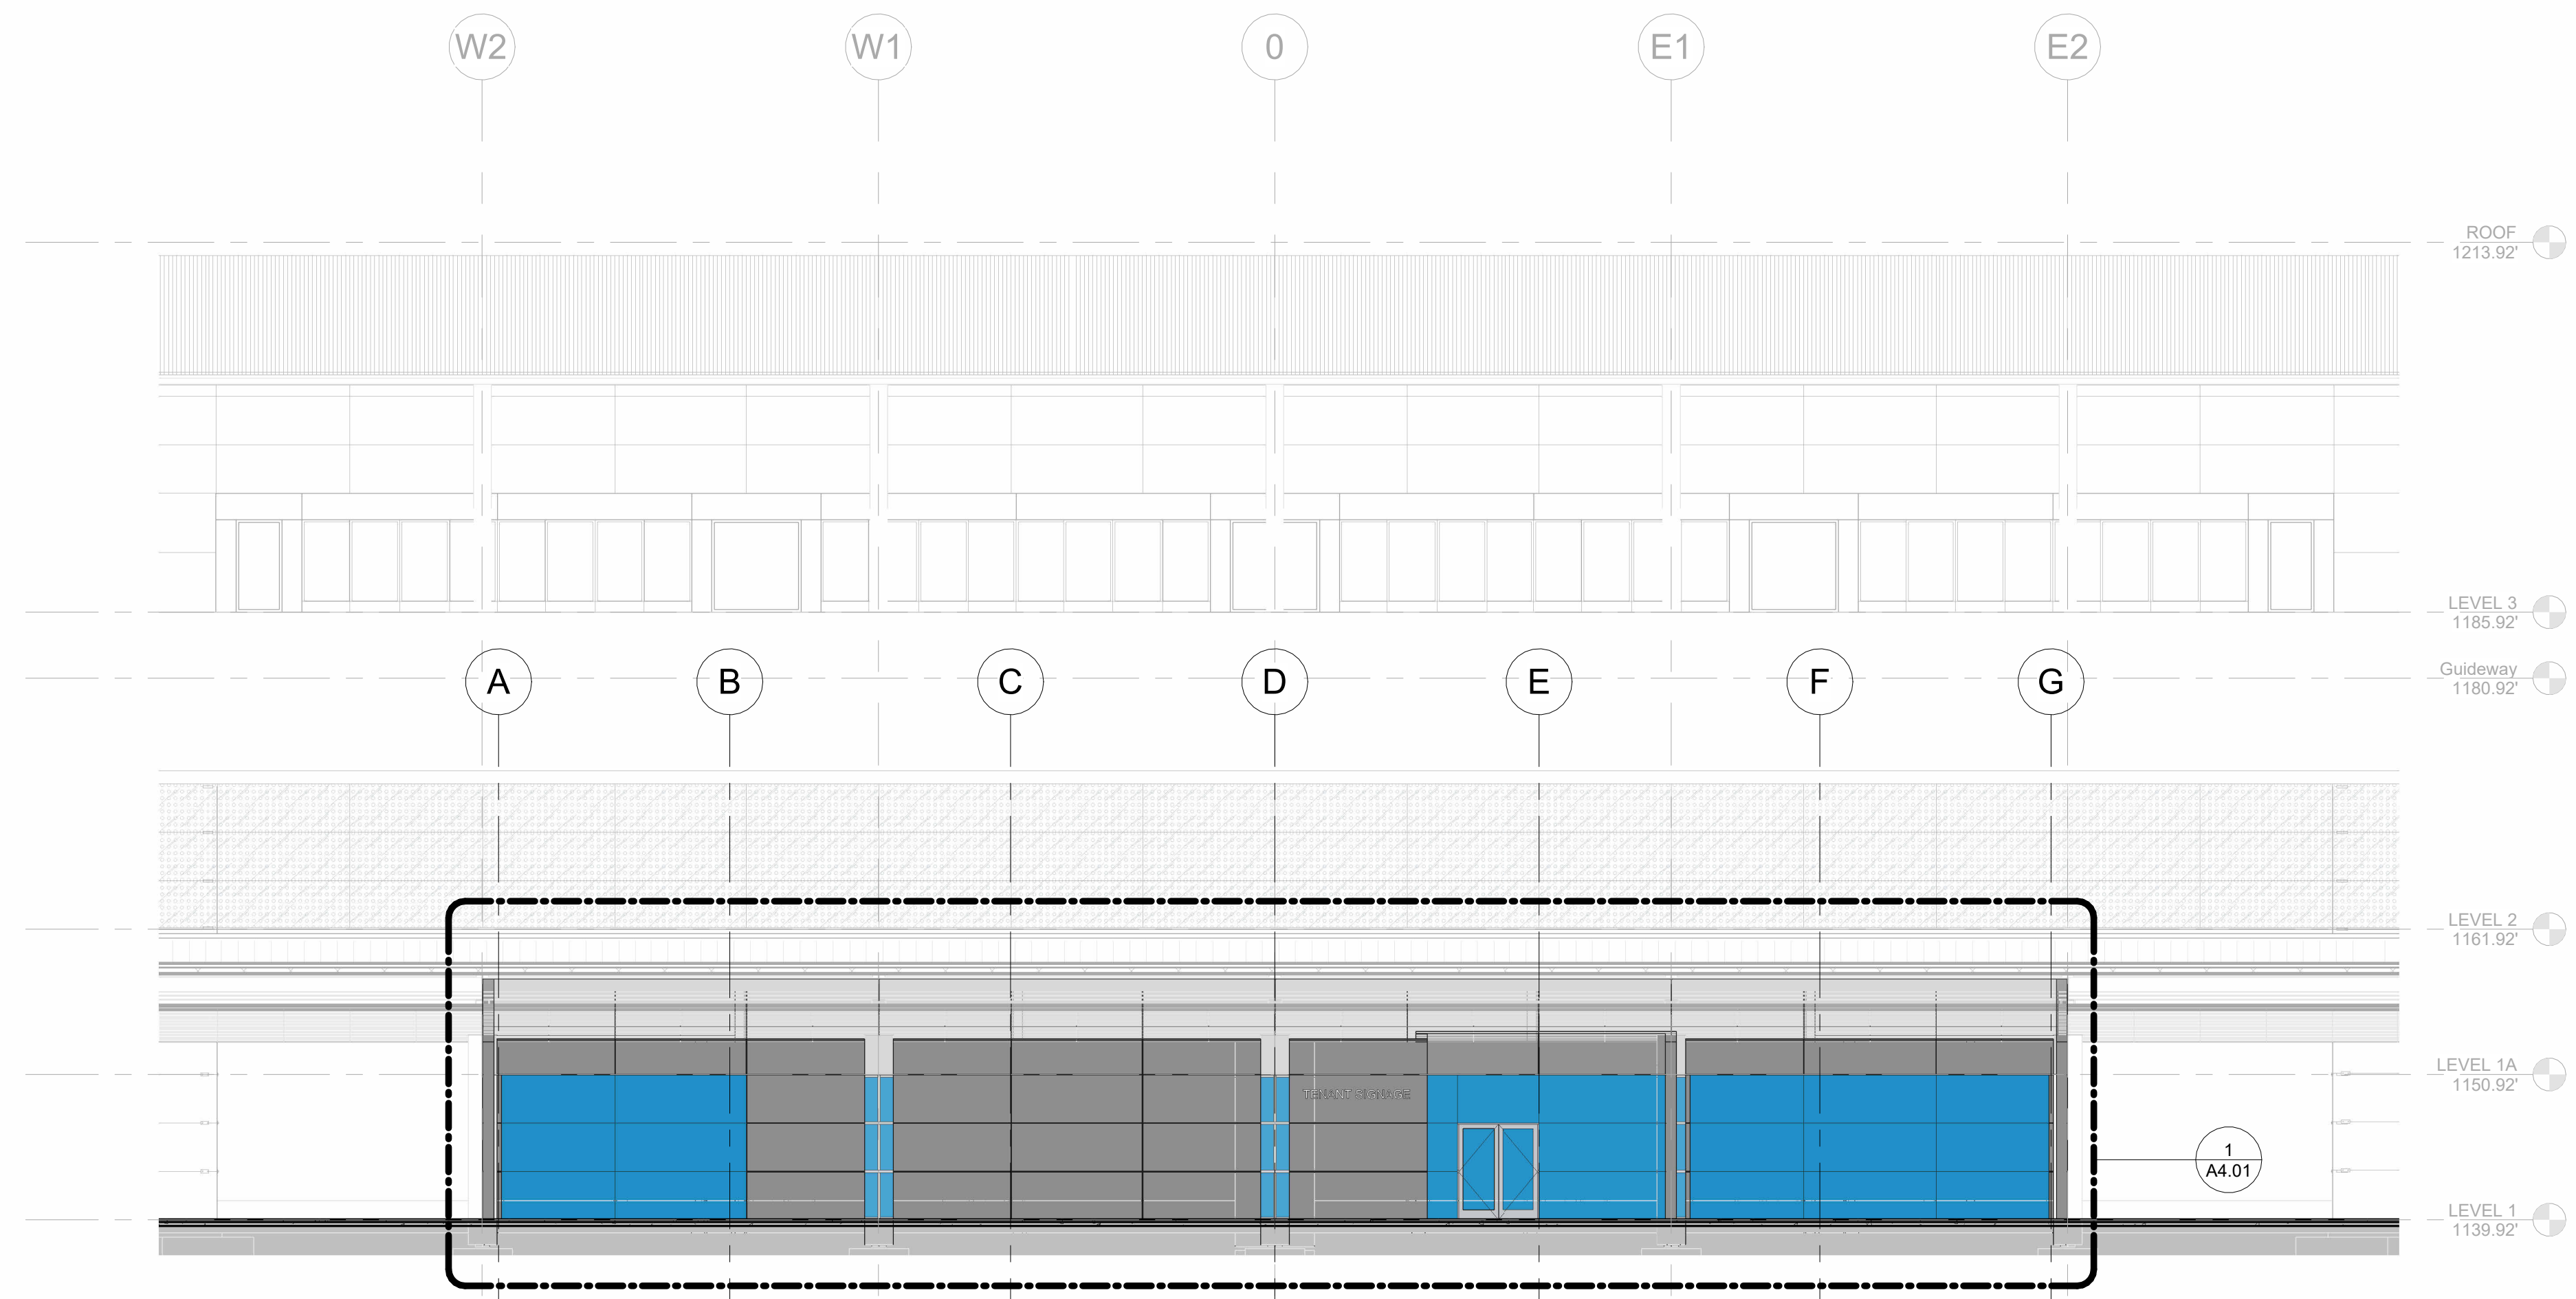 W2 W1 0 E1 E2
ROOF
1213.92'
LEVEL 3
1185.92'
Guideway
1180.92'
A B C D E F G
LEVEL 2
1161.92'
LEVEL 1A
1150.92'
TENANT SIGNAGE
1
A4.01
LEVEL 1
1139.92'